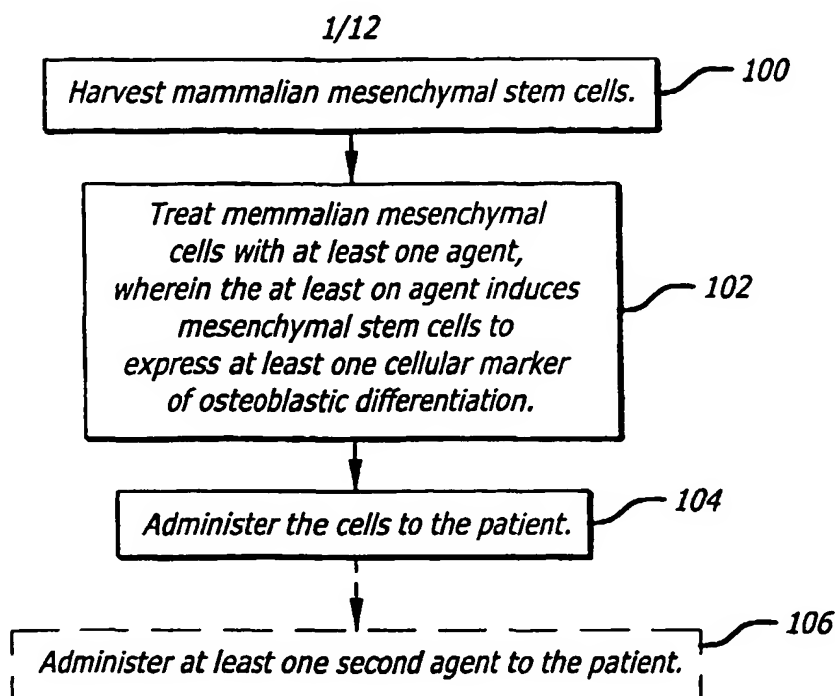 1/12
Harvest mammalian mesenchymal stem cells.
100
Treat memmalian mesenchymal
cells with at least one agent,
wherein the at least on agent induces
mesenchymal stem cells to
express at least one cellular marker
of osteoblastic differentiation.
102
Administer the cells to the patient.
104
Administer at least one second agent to the patient.
106